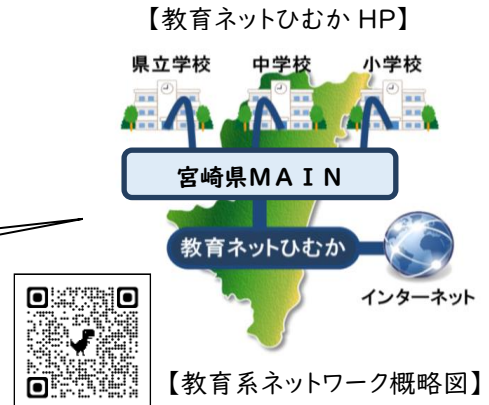 【教育ネットひむか HP】
県立学校 中学校 小学校
宮崎県MAIN
教育ネットひむか
インターネット
【教育系ネットワーク概略図】